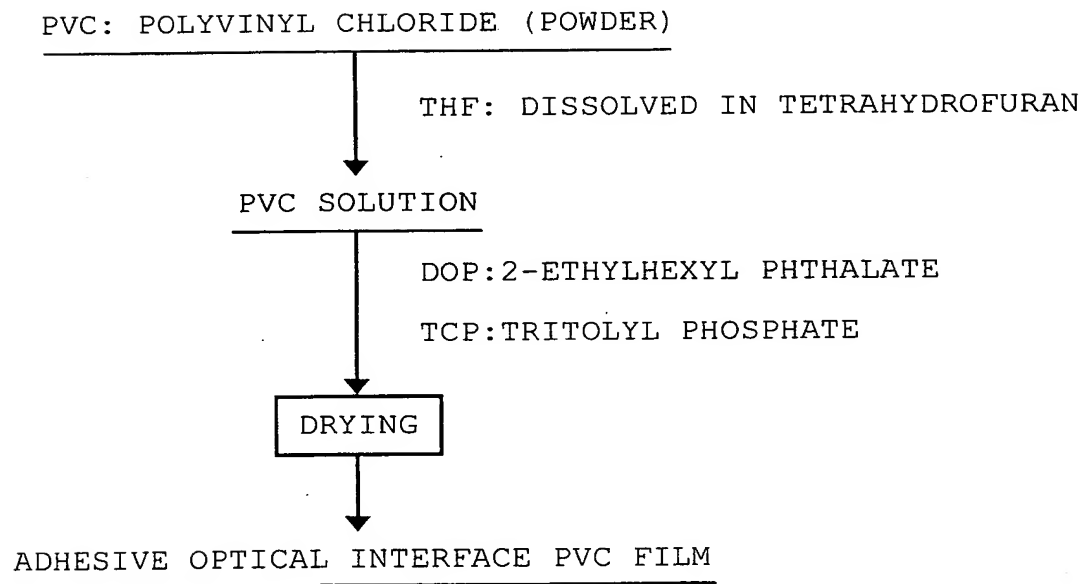 PVC: POLYVINYL CHLORIDE (POWDER)
THF: DISSOLVED IN TETRAHYDROFURAN
PVC SOLUTION
DOP:2-ETHYLHEXYL PHTHALATE
TCP:TRITOLYL PHOSPHATE
DRYING
ADHESIVE OPTICAL INTERFACE PVC FILM